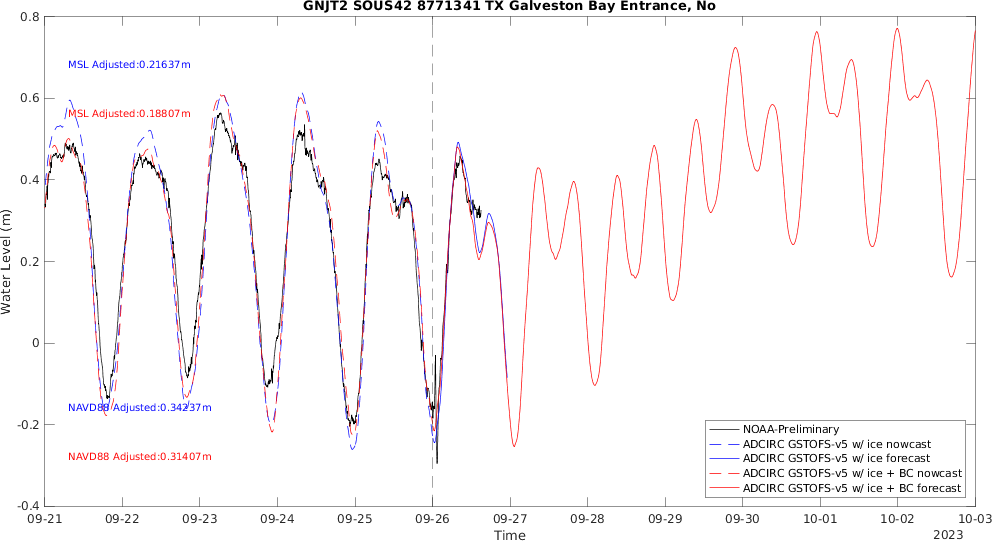 GNJT2 SOUS42 8771341 TX Galveston Bay Entrance, No
Water Level (m)
0.8
0.6
0.4
0.2
0
-0.2
-0.4
MSL Adjusted:0.21637m
MSL Adjusted:0.18807m
NAVD88 Adjusted:0.34237m
NAVD88 Adjusted:0.31407m
NOAA-Preliminary
ADCIRC GSTOFS-v5 w/ ice nowcast
ADCIRC GSTOFS-v5 w/ ice forecast
ADCIRC GSTOFS-v5 w/ ice + BC nowcast
ADCIRC GSTOFS-v5 w/ ice + BC forecast
09-21 09-22 09-23 09-24 09-25 09-26 09-27 09-28 09-29 09-30 10-01 10-02 10-03
Time
2023